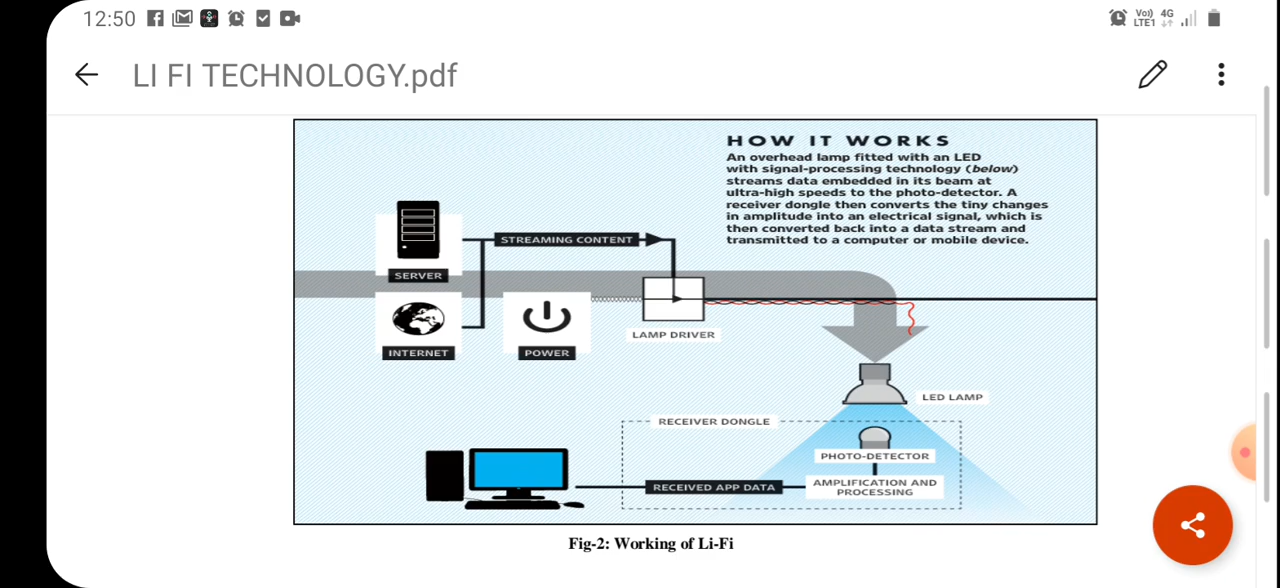 12:50
Vo)) 4G
LTE1
LI FI TECHNOLOGY.pdf
HOW IT WORKS
An overhead lamp fitted with an LED
with signal-processing technology (below)
streams data embedded in its beam at
ultra-high speeds to the photo-detector. A
receiver dongle then converts the tiny changes
in amplitude into an electrical signal, which is
then converted back into a data stream and
transmitted to a computer or mobile device.
STREAMING CONTENT
SERVER
INTERNET
POWER
LAMP DRIVER
LED LAMP
RECEIVER DONGLE
PHOTO-DETECTOR
RECEIVED APP DATA
AMPLIFICATION AND
PROCESSING
Fig-2: Working of Li-Fi